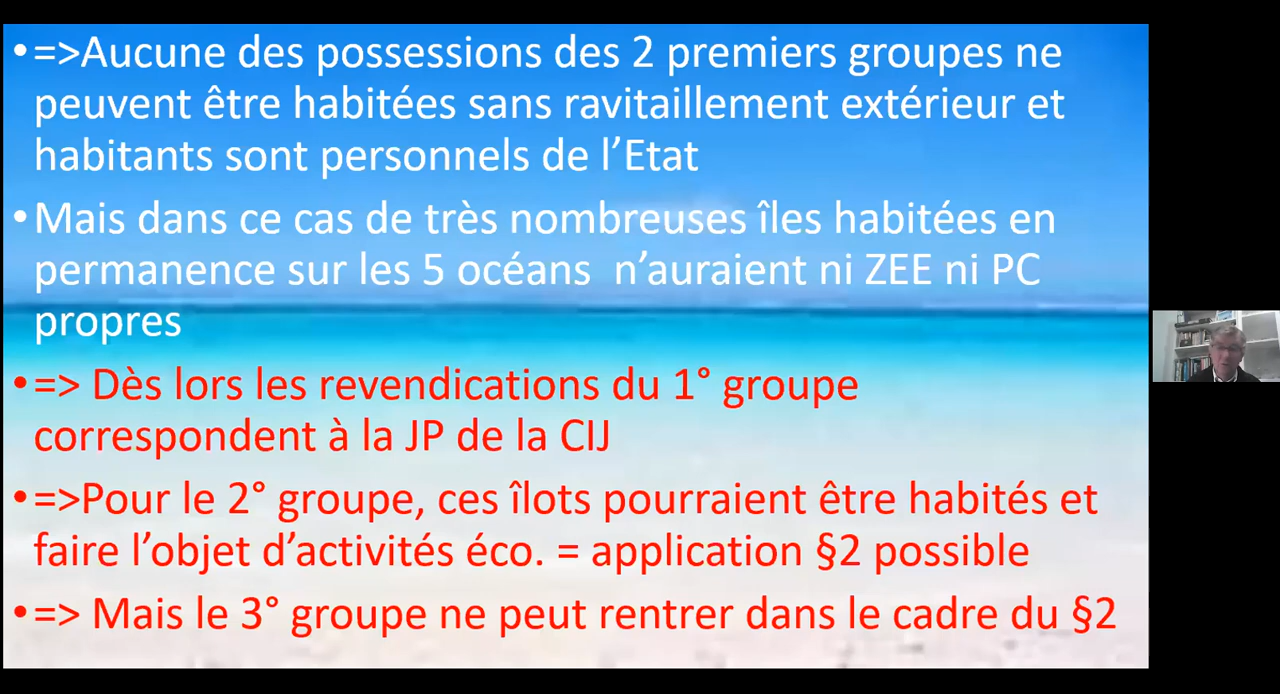 •=>Aucune des possessions des 2 premiers groupes ne
peuvent être habitées sans ravitaillement extérieur et
habitants sont personnels de l’Etat
•Mais dans ce cas de très nombreuses îles habitées en
permanence sur les 5 océans n’auraient ni ZEE ni PC
propres
•=> Dès lors les revendications du 1° groupe
correspondent à la JP de la CIJ
•=>Pour le 2° groupe, ces îlots pourraient être habités et
faire l’objet d’activités éco. = application §2 possible
•=> Mais le 3° groupe ne peut rentrer dans le cadre du §2